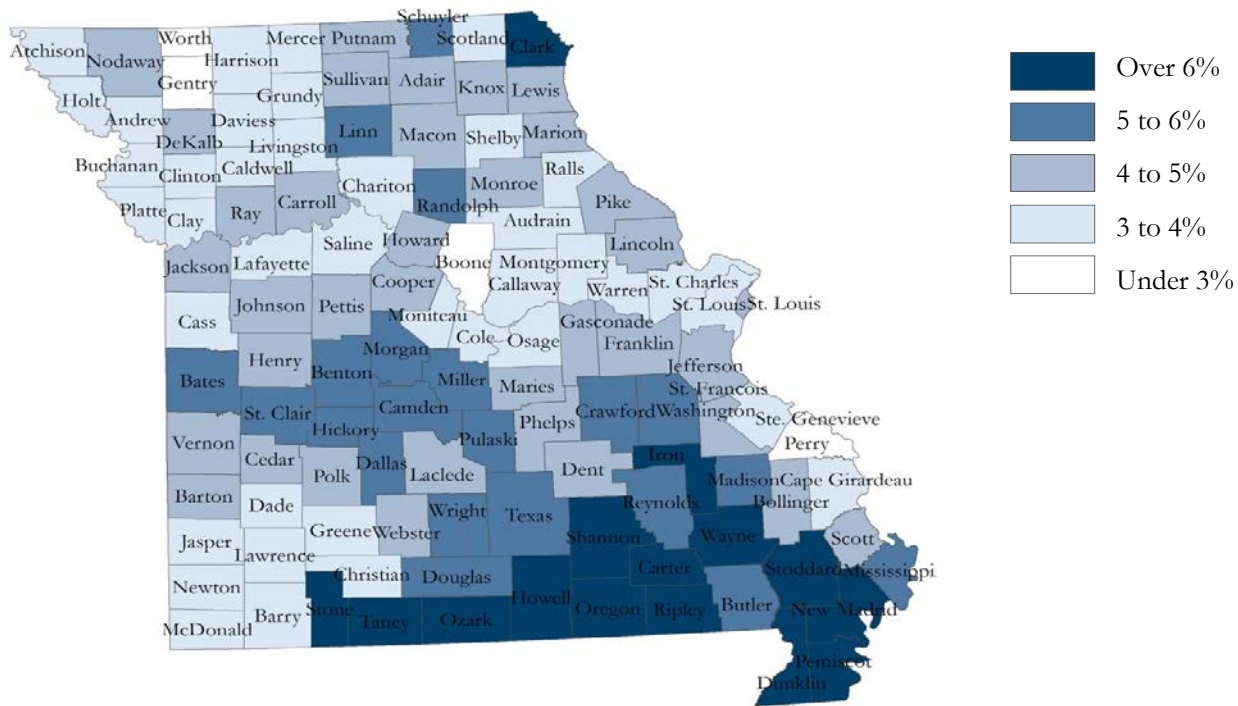 Schuyler
Worth
Mercer
Putnam
Scotland
Clark
Atchison
Nodaway
Harrison
Gentry
Sullivan
Adair
Knox
Lewis
Holt
Grundy
Andrew
Daviess
DeKalb
Linn
Macon
Shelby
Marion
Livingston
Buchanan
Clinton
Caldwell
Chariton
Monroe
Ralls
Platte
Clay
Ray
Carroll
Randolph
Pike
Audrain
Saline
Howard
Lincoln
Jackson
Lafayette
Boone
Montgomery
Cooper
Callaway
Warren
St. Charles
Johnson
Pettis
St. Louis
St. Louis
Cass
Moniteau
Gasconade
Cole
Osage
Franklin
Henry
Morgan
Jefferson
Bates
Benton
Miller
Maries
St. Francois
St. Clair
Camden
Crawford
Washington
Ste. Genevieve
Hickory
Phelps
Vernon
Pulaski
Perry
Cedar
Polk
Dallas
Laclede
Dent
Iron
Barton
Madison
Cape Girardeau
Dade
Reynolds
Bollinger
Wright
Texas
Greene
Webster
Shannon
Wayne
Scott
Jasper
Lawrence
Christian
Douglas
Carter
Stoddard
Mississippi
Newton
Howell
Butler
Stone
Taney
Ozark
Oregon
Ripley
New Madrid
Barry
McDonald
Pemiscot
Dunklin
Over 6%
5 to 6%
4 to 5%
3 to 4%
Under 3%